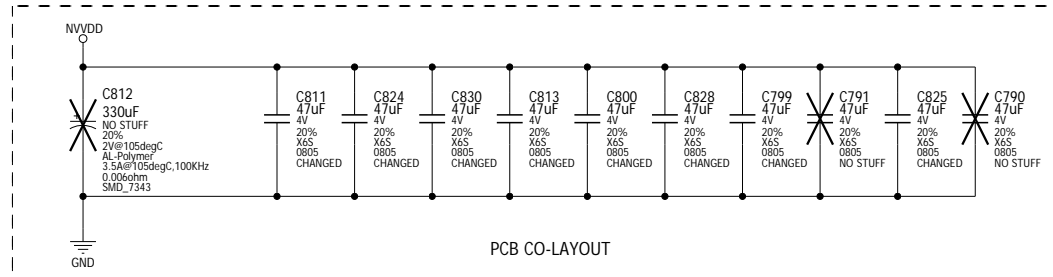 NVVDD
C812
330uF
NO STUFF
20%
2V@105degC
AL-Polymer
3.5A@105degC,100KHz
0.006ohm
SMD_7343
+
C811
47uF
4V
20%
X6S
0805
CHANGED
C824
47uF
4V
20%
X6S
0805
CHANGED
C830
47uF
4V
20%
X6S
0805
CHANGED
C813
47uF
4V
20%
X6S
0805
CHANGED
C800
47uF
4V
20%
X6S
0805
CHANGED
C828
47uF
4V
20%
X6S
0805
CHANGED
C799
47uF
4V
20%
X6S
0805
CHANGED
C791
47uF
4V
20%
X6S
0805
NO STUFF
C825
47uF
4V
20%
X6S
0805
CHANGED
C790
47uF
4V
20%
X6S
0805
NO STUFF
GND
PCB CO-LAYOUT